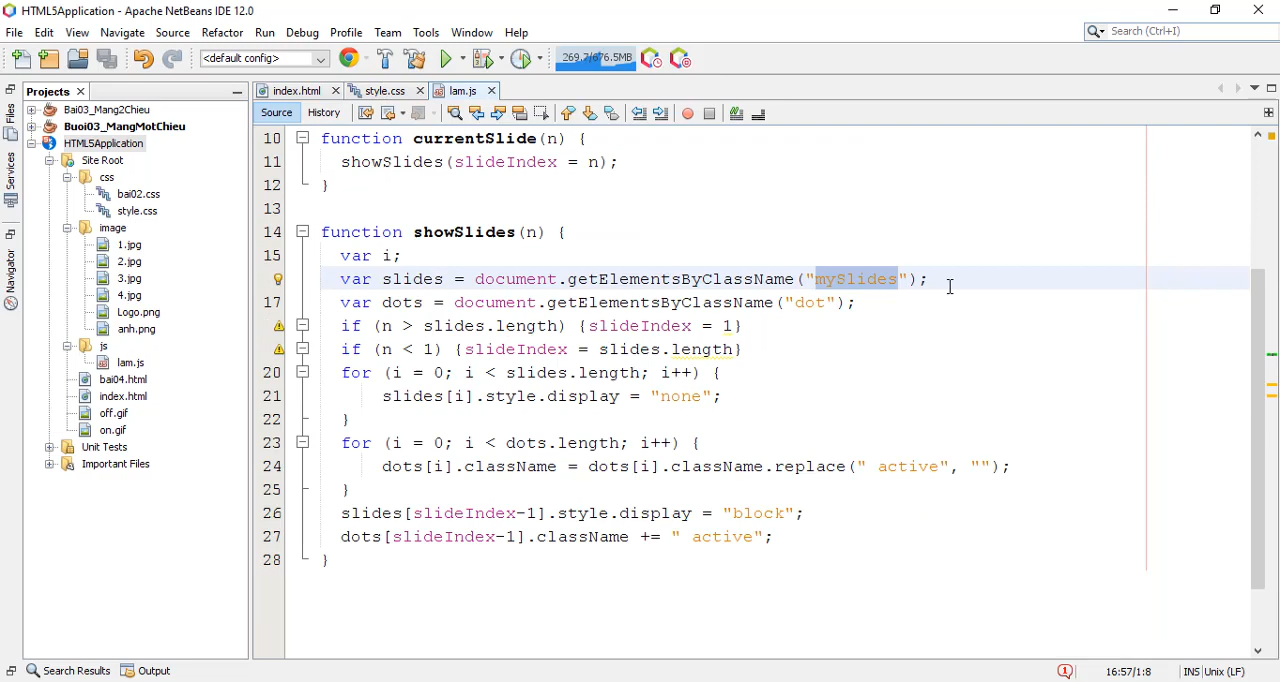 HTML5Application - Apache NetBeans IDE 12.0
File Edit View Navigate Source Refactor Run Debug Profile Team Tools Window Help
Search (Ctrl+I)
<default config>
Projects
index.html style.css lam.js
Source History
Files
Services
Navigator
Bai03_Mang2Chieu
Buoi03_MangMotChieu
HTML5Application
Site Root
css
bai02.css
style.css
image
1.jpg
2.jpg
3.jpg
4.jpg
Logo.png
anh.png
js
lam.js
bai04.html
index.html
off.gif
on.gif
Unit Tests
Important Files
10 function currentSlide(n) {
11 showSlides(slideIndex = n);
12 }
13
14 function showSlides(n) {
15 var i;
var slides = document.getElementsByClassName("mySlides");
17 var dots = document.getElementsByClassName("dot");
if (n > slides.length) {slideIndex = 1}
if (n < 1) {slideIndex = slides.length}
20 for (i = 0; i < slides.length; i++) {
21 slides[i].style.display = "none";
22 }
23 for (i = 0; i < dots.length; i++) {
24 dots[i].className = dots[i].className.replace(" active", "");
25 }
26 slides[slideIndex-1].style.display = "block";
27 dots[slideIndex-1].className += " active";
28 }
Search Results Output
16:57/1:8 INS Unix (LF)